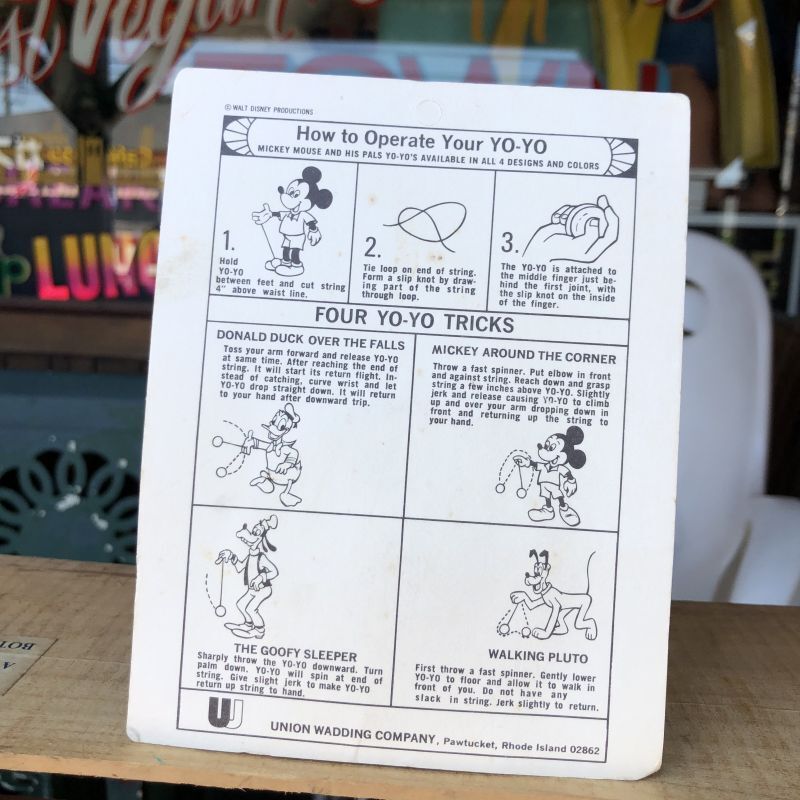 © WALT DISNEY PRODUCTIONS
How to Operate Your YO-YO
MICKEY MOUSE AND HIS PALS YO-YO'S AVAILABLE IN ALL 4 DESIGNS AND COLORS
1.
Hold
YO-YO
between feet and cut string
4" above waist line.
2.
Tie loop on end of string.
Form a slip knot by draw-
ing part of the string
through loop.
3.
The YO-YO is attached to
the middle finger just be-
hind the first joint, with
the slip knot on the inside
of the finger.
FOUR YO-YO TRICKS
DONALD DUCK OVER THE FALLS
Toss your arm forward and release YO-YO
at same time. After reaching the end of
string. It will start its return flight. In-
stead of catching, curve wrist and let
YO-YO drop straight down. It will return
to your hand after downward trip.
MICKEY AROUND THE CORNER
Throw a fast spinner. Put elbow in front
and against string. Reach down and grasp
string a few inches above YO-YO. Slightly
jerk and release causing YO-YO to climb
up and over your arm dropping down in
front and returning up the string to
your hand.
THE GOOFY SLEEPER
Sharply throw the YO-YO downward. Turn
palm down. YO-YO will spin at end of
string. Give slight jerk to make YO-YO
return up string to hand.
WALKING PLUTO
First throw a fast spinner. Gently lower
YO-YO to floor and allow it to walk in
front of you. Do not have any
slack in string. Jerk slightly to return.
UNION WADDING COMPANY, Pawtucket, Rhode Island 02862